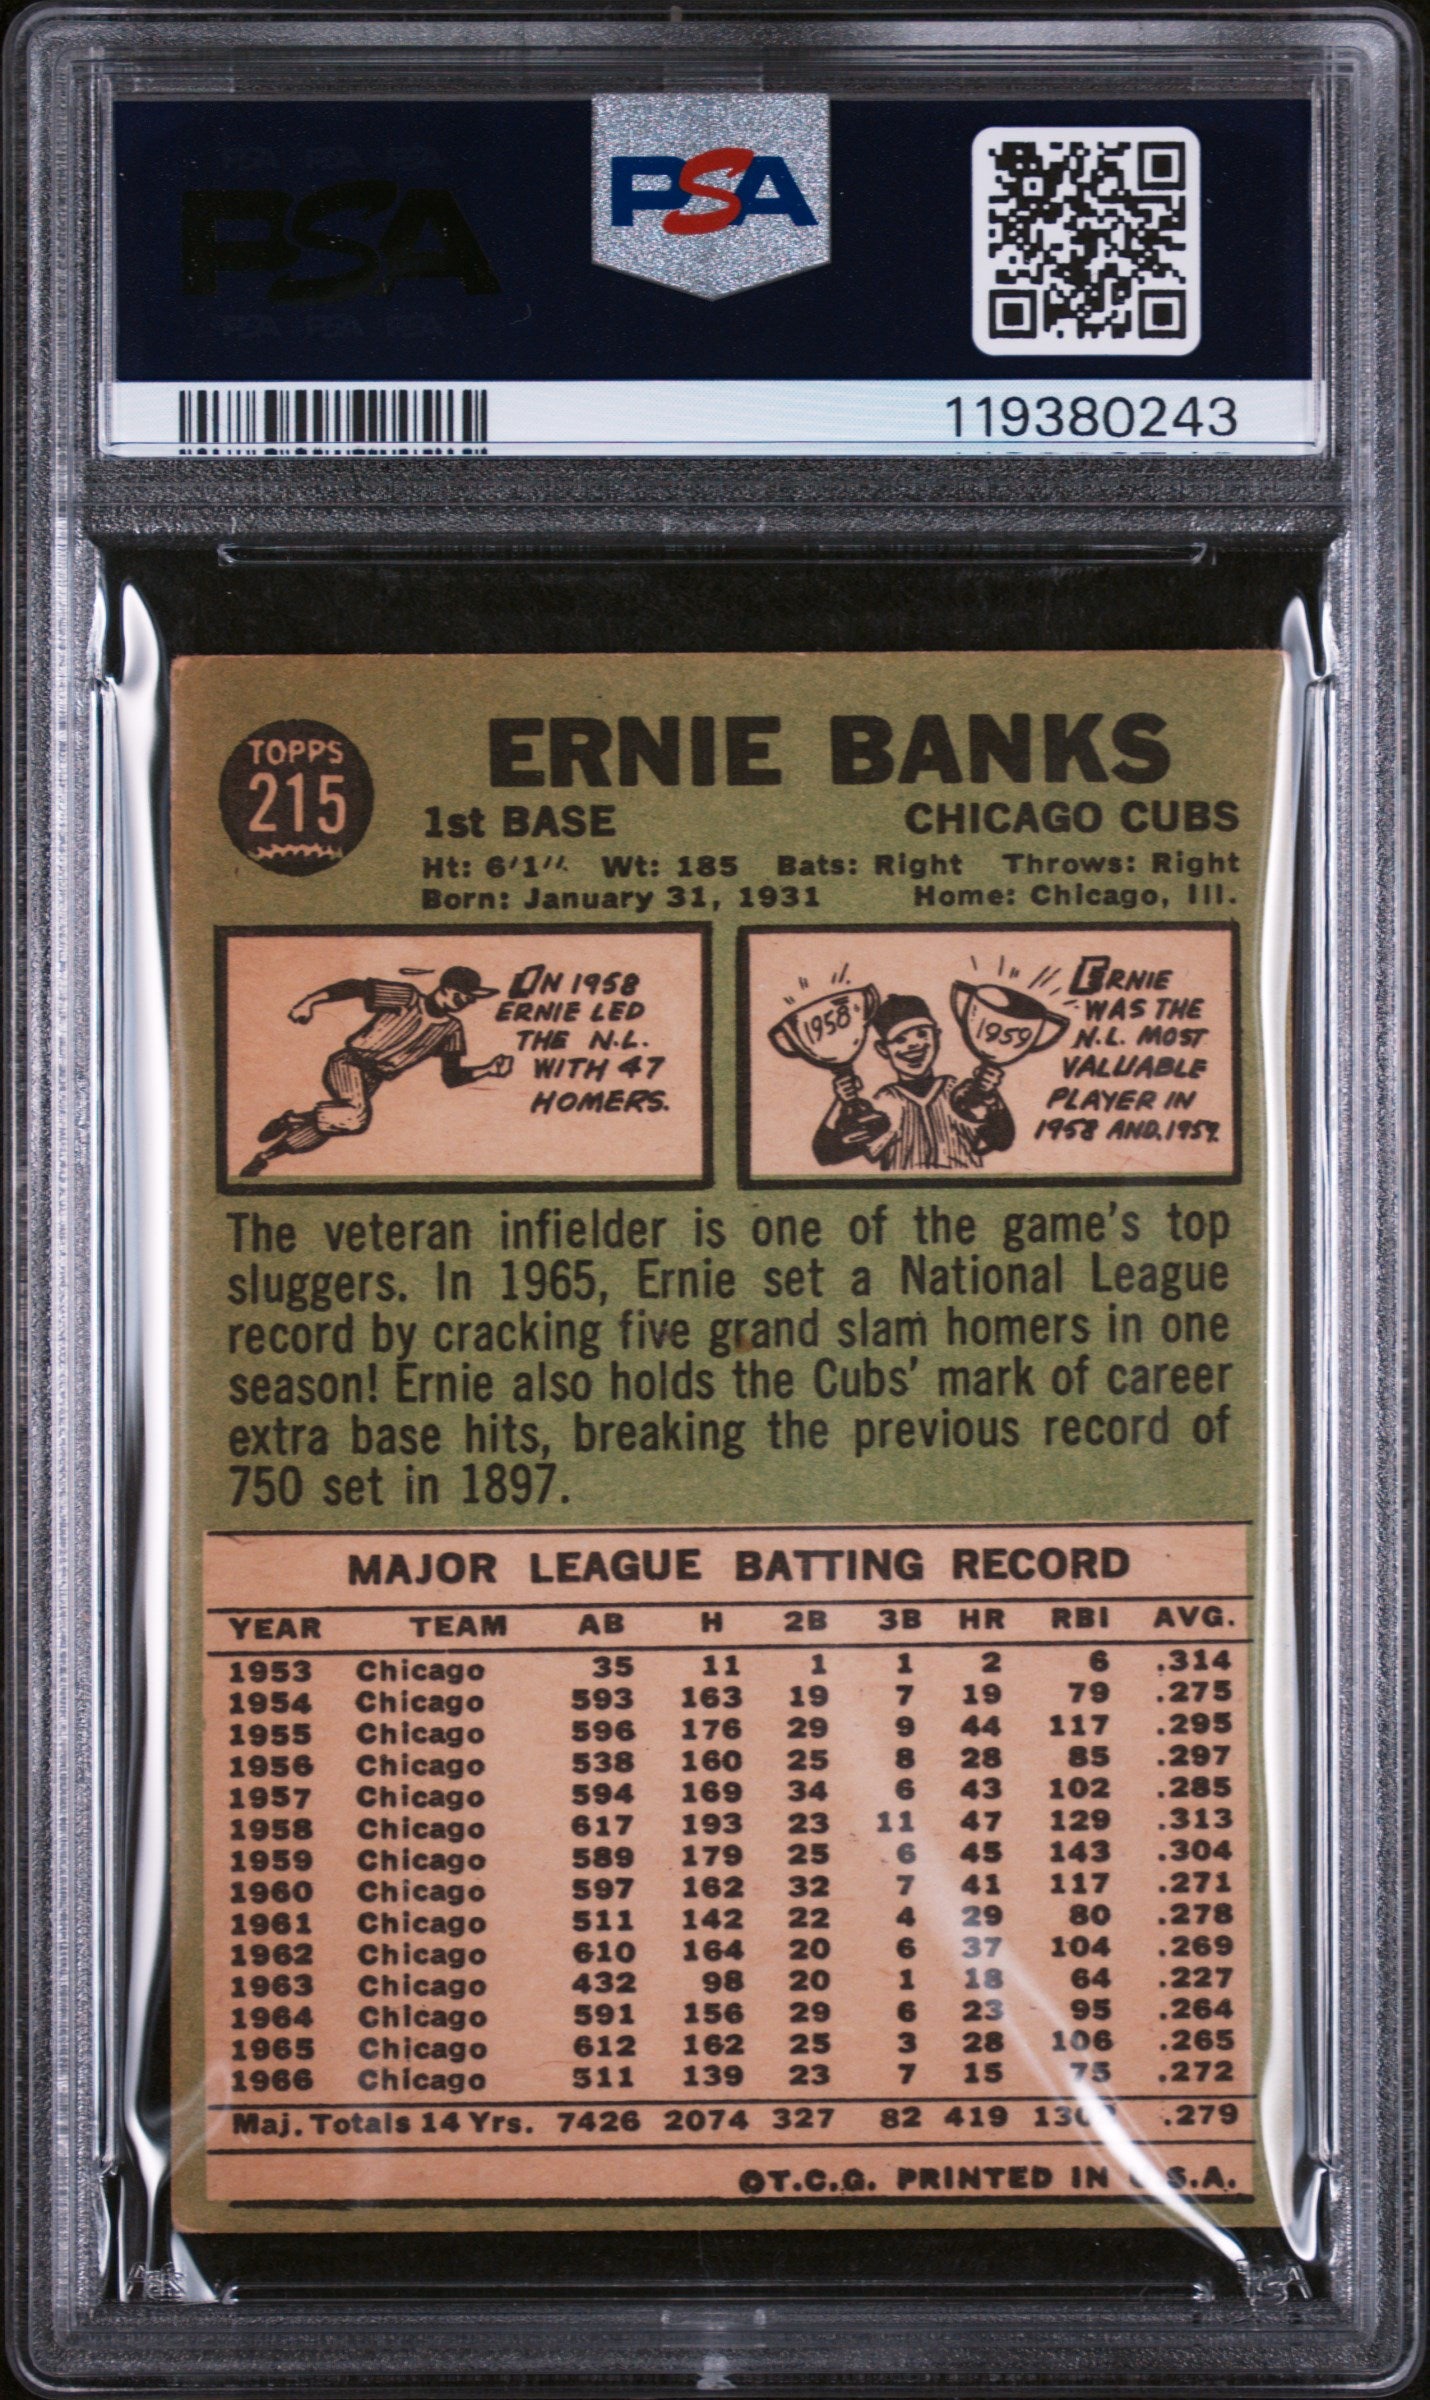 PSA
PSA
119380243
TOPPS
215
ERNIE BANKS
1st BASE CHICAGO CUBS
Ht: 6'1" Wt: 185 Bats: Right Throws: Right
Born: January 31, 1931 Home: Chicago, Ill.
IN 1958
ERNIE LED
THE N.L.
WITH 47
HOMERS.
1958
1959
ERNIE
WAS THE
N.L. MOST
VALUABLE
PLAYER IN
1958 AND 1959.
The veteran infielder is one of the game's top
sluggers. In 1965, Ernie set a National League
record by cracking five grand slam homers in one
season! Ernie also holds the Cubs' mark of career
extra base hits, breaking the previous record of
750 set in 1897.
MAJOR LEAGUE BATTING RECORD
YEAR TEAM AB H 2B 3B HR RBI AVG.
1953 Chicago 35 11 1 1 2 6 .314
1954 Chicago 593 163 19 7 19 79 .275
1955 Chicago 596 176 29 9 44 117 .295
1956 Chicago 538 160 25 8 28 85 .297
1957 Chicago 594 169 34 6 43 102 .285
1958 Chicago 617 193 23 11 47 129 .313
1959 Chicago 589 179 25 6 45 143 .304
1960 Chicago 597 162 32 7 41 117 .271
1961 Chicago 511 142 22 4 29 80 .278
1962 Chicago 610 164 20 6 37 104 .269
1963 Chicago 432 98 20 1 18 64 .227
1964 Chicago 591 156 29 6 23 95 .264
1965 Chicago 612 162 25 3 28 106 .265
1966 Chicago 511 139 23 7 15 75 .272
Maj. Totals 14 Yrs. 7426 2074 327 82 419 .279
©T.C.G. PRINTED IN U.S.A.